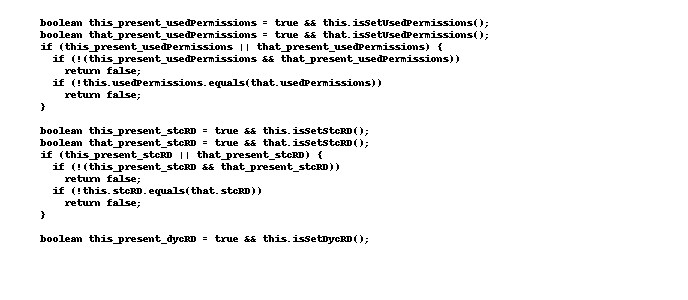 boolean this_present_usedPermissions = true && this.isSetUsedPermissions();
boolean that_present_usedPermissions = true && that.isSetUsedPermissions();
if (this_present_usedPermissions || that_present_usedPermissions) {
if (!(this_present_usedPermissions && that_present_usedPermissions))
return false;
if (!this.usedPermissions.equals(that.usedPermissions))
return false;
}
boolean this_present_stcRD = true && this.isSetStcRD();
boolean that_present_stcRD = true && that.isSetStcRD();
if (this_present_stcRD || that_present_stcRD) {
if (!(this_present_stcRD && that_present_stcRD))
return false;
if (!this.stcRD.equals(that.stcRD))
return false;
}
boolean this_present_dycRD = true && this.isSetDycRD();